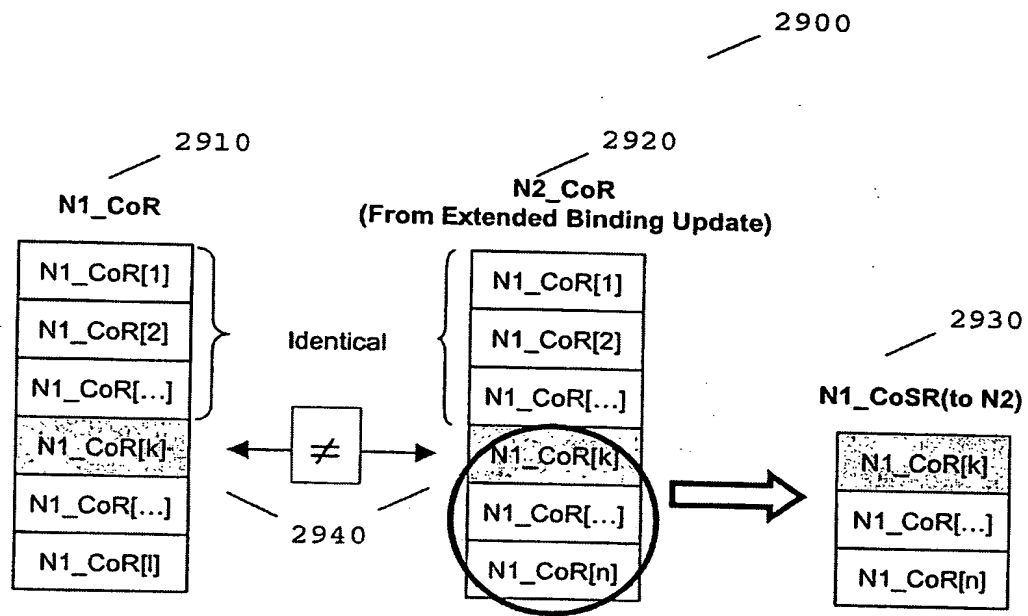 2900
2910
2920
N1_CoR
N2_CoR
(From Extended Binding Update)
N1_CoR[1]
N1_CoR[2]
N1_CoR[...]
N1_CoR[k]
N1_CoR[...]
N1_CoR[l]
Identical
≠
2940
N1_CoR[1]
N1_CoR[2]
N1_CoR[...]
N1_CoR[k]
N1_CoR[...]
N1_CoR[n]
2930
N1_CoSR(to N2)
N1_CoR[k]
N1_CoR[...]
N1_CoR[n]